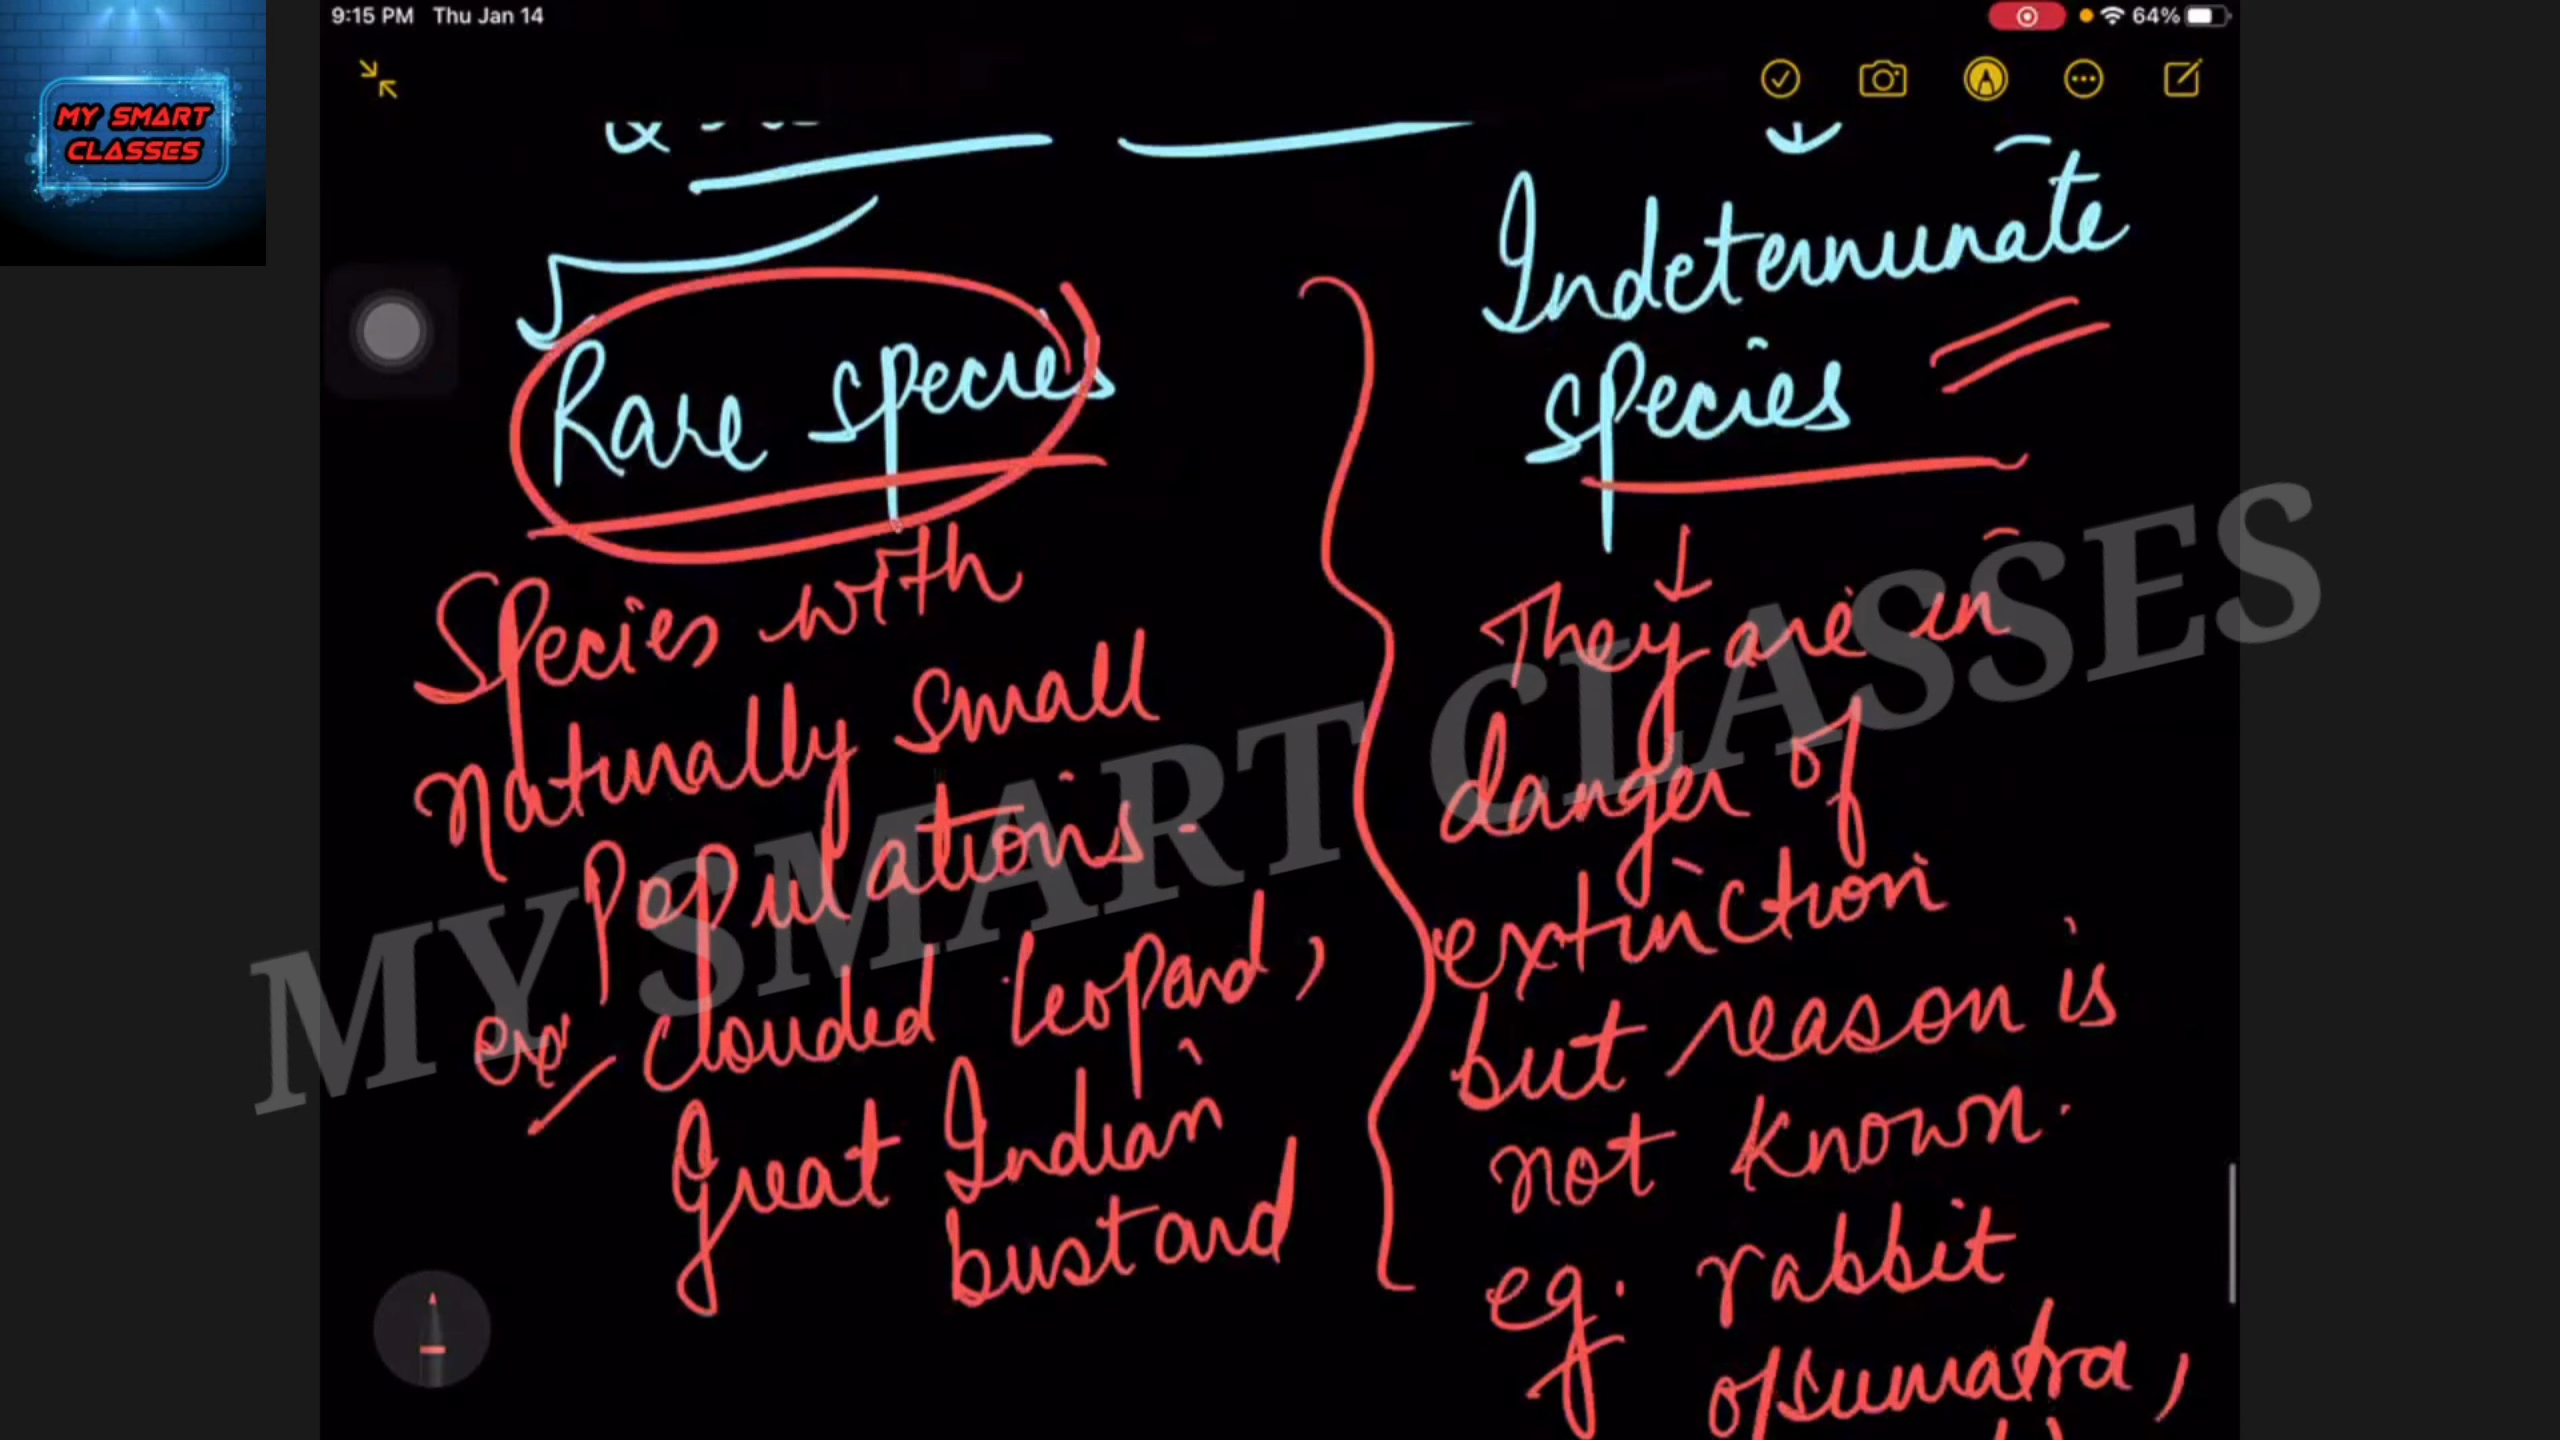 9:15 PM Thu Jan 14
64%
MY SMART
CLASSES
Rare species
Species with
naturally small
Populations.
ex clouded leopard,
Great Indian
bustard
Indeterminate
species
They are in
danger of
extinction
but reason is
not known.
eg. rabbit
of sumatra,
MY SMART CLASSES